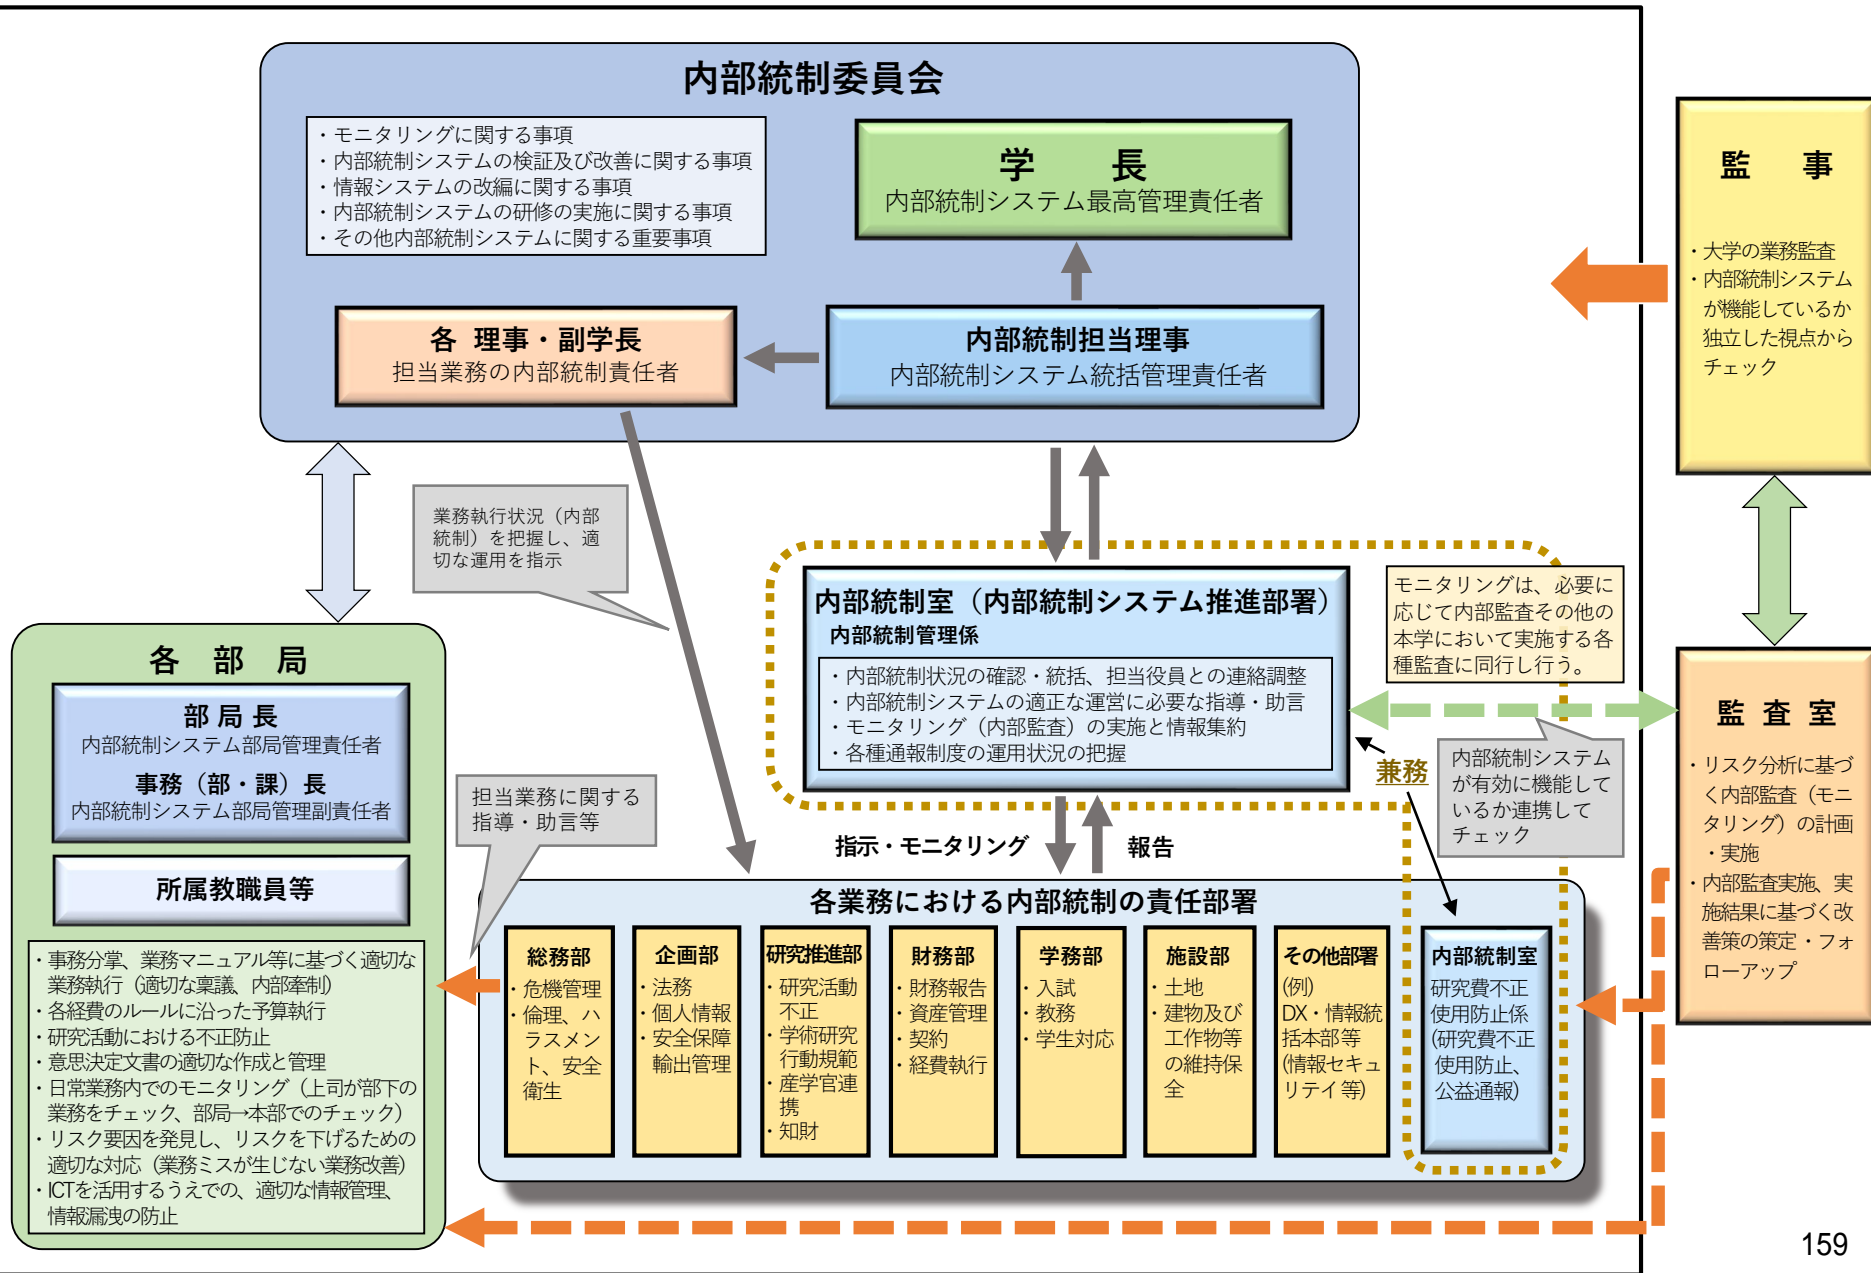 内部統制委員会
・モニタリングに関する事項
・内部統制システムの検証及び改善に関する事項
・情報システムの改編に関する事項
・内部統制システムの研修の実施に関する事項
・その他内部統制システムに関する重要事項
学　長
内部統制システム最高管理責任者
各 理事・副学長
担当業務の内部統制責任者
内部統制担当理事
内部統制システム統括管理責任者
監　事
・大学の業務監査
・内部統制システム
が機能しているか
独立した視点から
チェック
業務執行状況（内部
統制）を把握し、適
切な運用を指示
内部統制室（内部統制システム推進部署）
内部統制管理係
・内部統制状況の確認・統括、担当役員との連絡調整
・内部統制システムの適正な運営に必要な指導・助言
・モニタリング（内部監査）の実施と情報集約
・各種通報制度の運用状況の把握
モニタリングは、必要に
応じて内部監査その他の
本学において実施する各
種監査に同行し行う。
兼務
内部統制システム
が有効に機能して
いるか連携して
チェック
監 査 室
・リスク分析に基づ
く内部監査（モニ
タリング）の計画
・実施
・内部監査実施、実
施結果に基づく改
善策の策定・フォ
ローアップ
各 部 局
部 局 長
内部統制システム部局管理責任者
事務（部・課）長
内部統制システム部局管理副責任者
所属教職員等
・事務分掌、業務マニュアル等に基づく適切な
業務執行（適切な稟議、内部牽制）
・各経費のルールに沿った予算執行
・研究活動における不正防止
・意思決定文書の適切な作成と管理
・日常業務内でのモニタリング（上司が部下の
業務をチェック、部局→本部でのチェック）
・リスク要因を発見し、リスクを下げるための
適切な対応（業務ミスが生じない業務改善）
・ICTを活用するうえでの、適切な情報管理、
情報漏洩の防止
担当業務に関する
指導・助言等
指示・モニタリング
報告
各業務における内部統制の責任部署
総務部
・危機管理
・倫理、ハ
ラスメン
ト、安全
衛生
企画部
・法務
・個人情報
・安全保障
輸出管理
研究推進部
・研究活動
不正
・学術研究
行動規範
・産学官連
携
・知財
財務部
・財務報告
・資産管理
・契約
・経費執行
学務部
・入試
・教務
・学生対応
施設部
・土地
・建物及び
工作物等
の維持保
全
その他部署
(例)
DX・情報統
括本部等
(情報セキュ
リテイ等)
内部統制室
研究費不正
使用防止係
(研究費不正
使用防止、
公益通報)
159